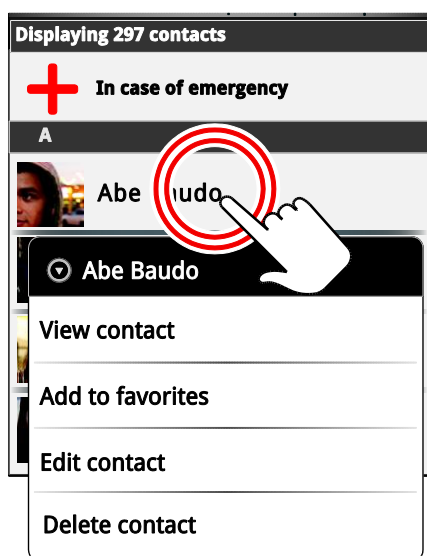 Displaying 297 contacts
In case of emergency
A
Abe udo
Abe Baudo
View contact
Add to favorites
Edit contact
Delete contact